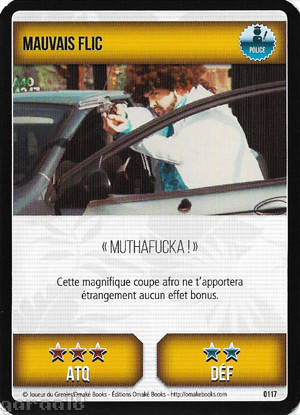 MAUVAIS FLIC
POLICE
« MUTHAFUCKA ! »
Cette magnifique coupe afro ne t'apportera
étrangement aucun effet bonus.
ATQ
DÉF
© Joueur du Grenier/Omaké Books - Éditions Omaké Books - http://omakebooks.com
0117